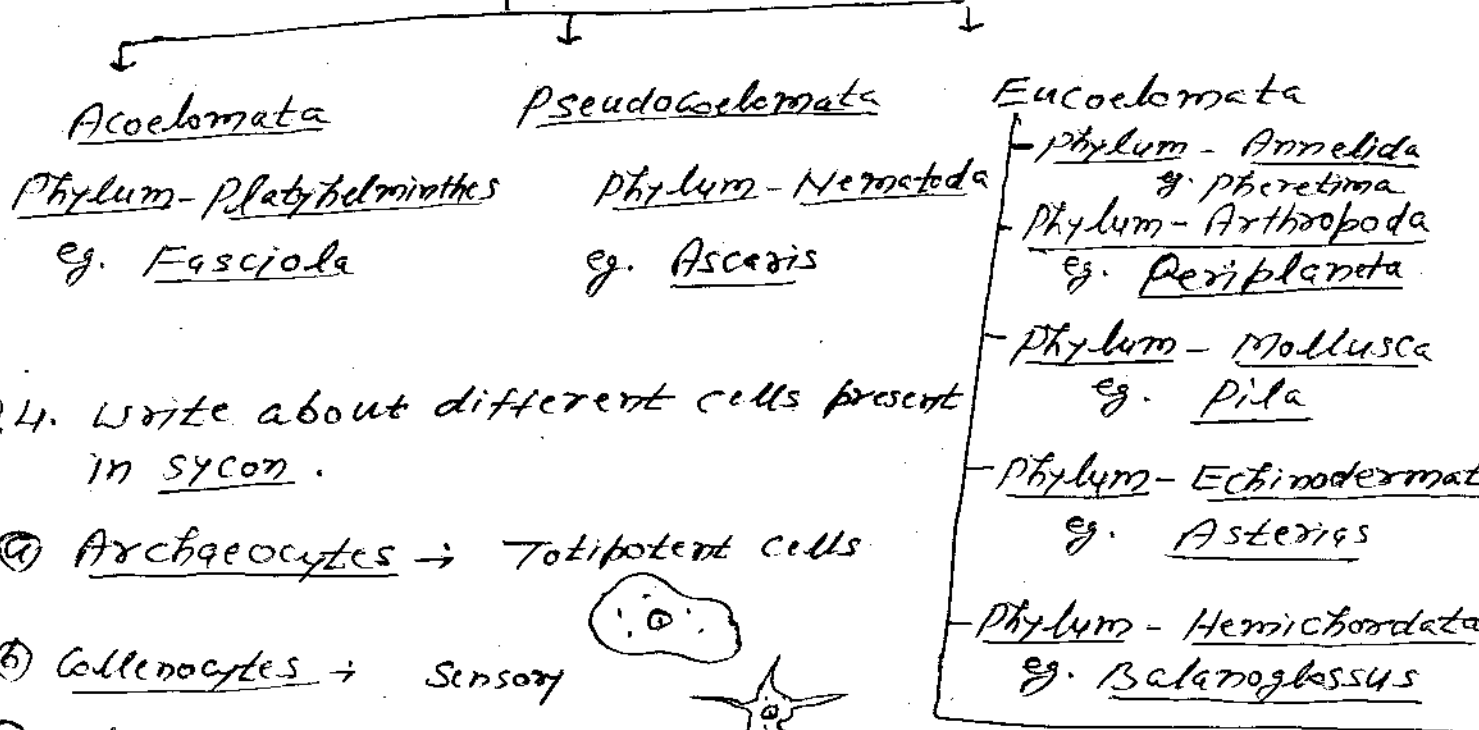 Acoelomata
Phylum-Platyhelminthes
eg. Fasciola
Pseudocoelomata
Phylum-Nematoda
eg. Ascaris
Eucoelomata
Phylum - Annelida
eg. Pheretima
Phylum - Arthropoda
eg. Periplaneta
Phylum - Mollusca
eg. Pila
Phylum - Echinodermat
eg. Asterias
Phylum - Hemichordata
eg. Balanoglossus
4. Write about different cells present
in sycon.
(a) Archaeocytes → Totipotent cells
(b) Collenocytes → Sensory